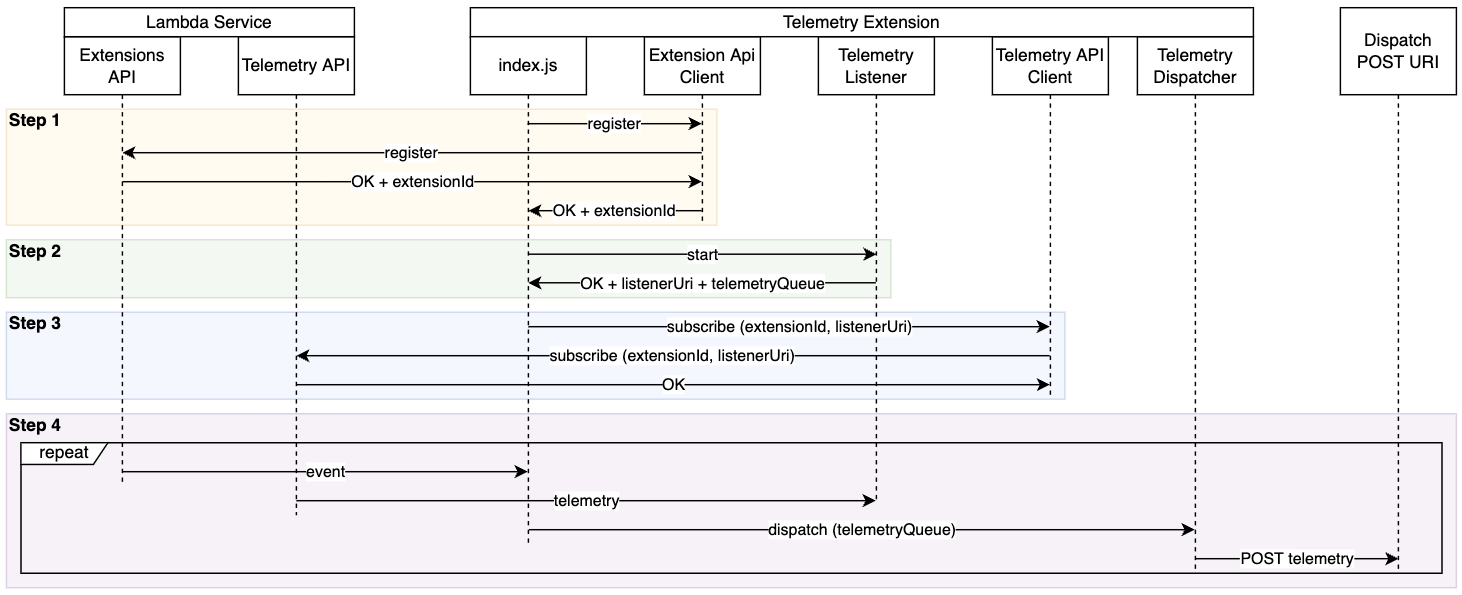 Lambda Service
Telemetry Extension
Dispatch
POST URI
Extensions
API
Telemetry API
index.js
Extension Api
Client
Telemetry
Listener
Telemetry API
Client
Telemetry
Dispatcher
Step 1
register
register
OK + extensionId
OK + extensionId
Step 2
start
OK + listenerUri + telemetryQueue
Step 3
subscribe (extensionId, listenerUri)
subscribe (extensionId, listenerUri)
OK
Step 4
repeat
event
telemetry
dispatch (telemetryQueue)
POST telemetry